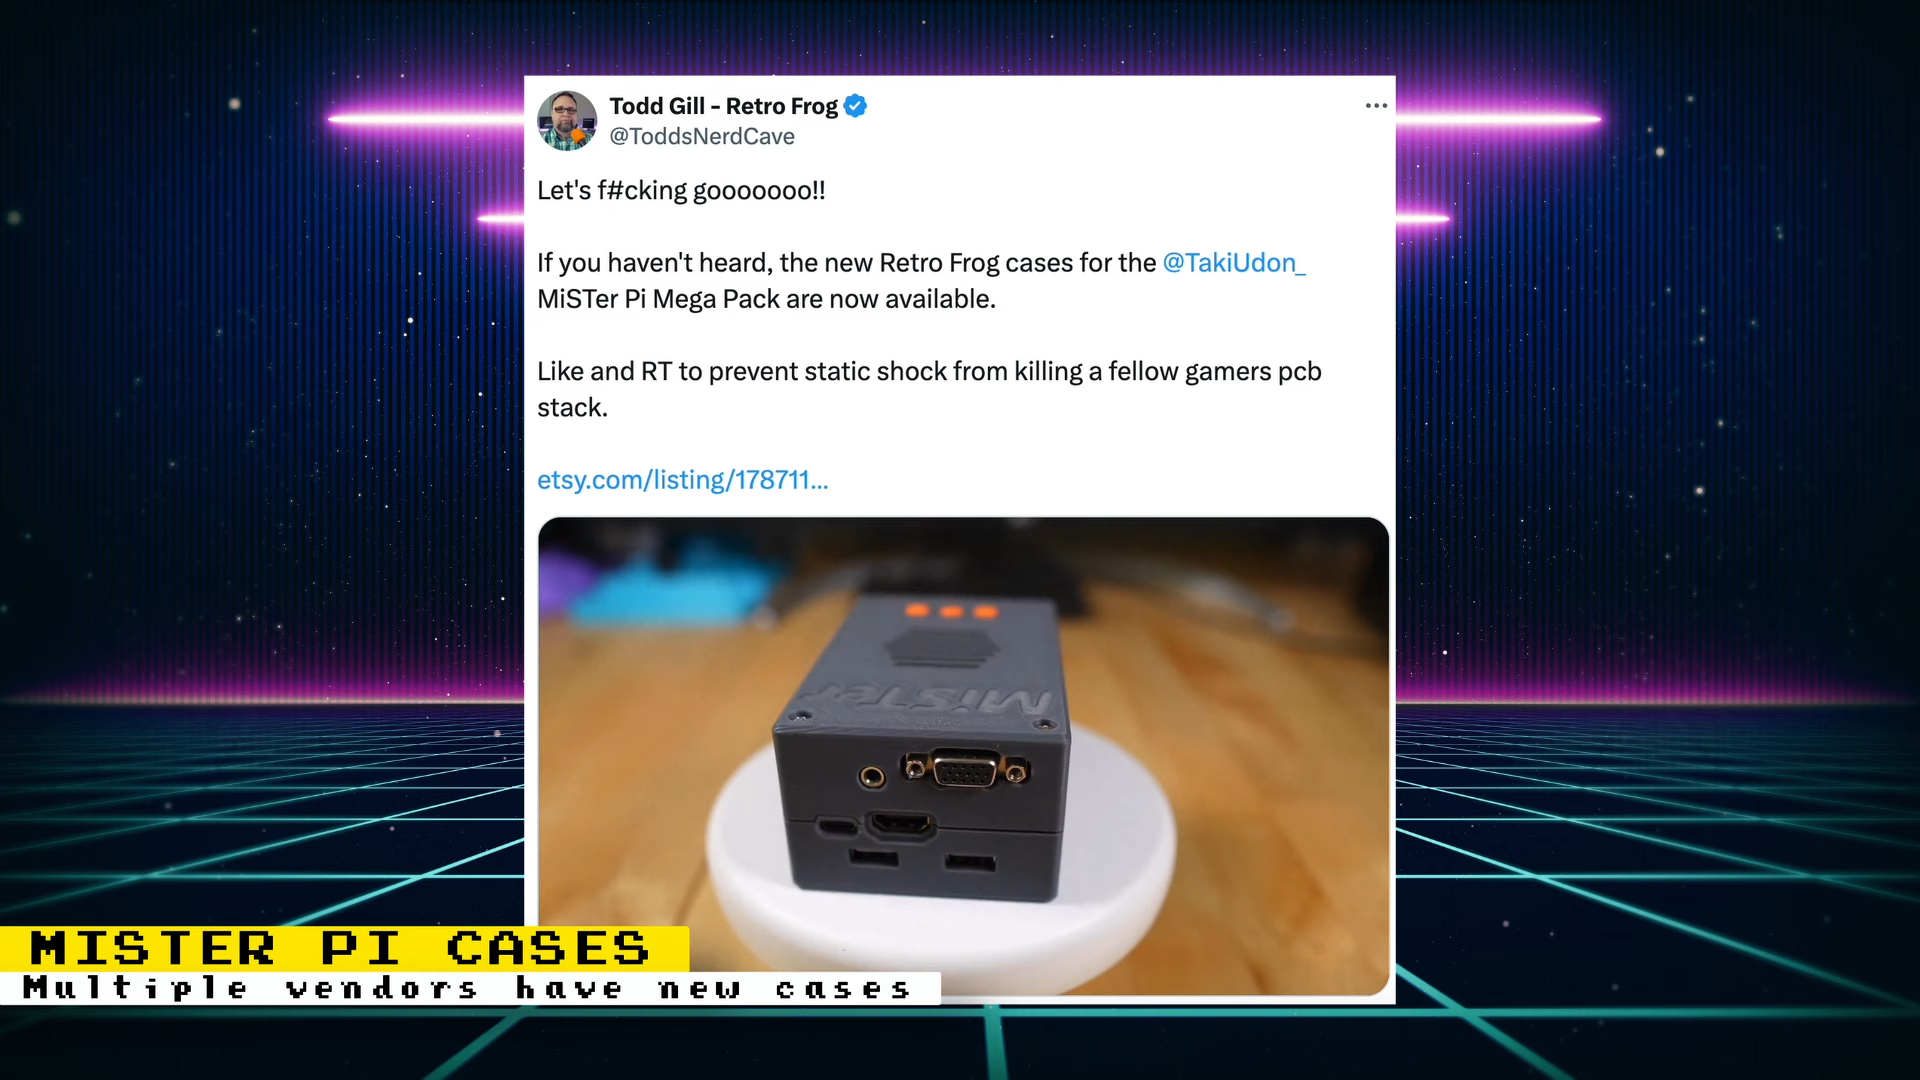 Todd Gill - Retro Frog
@ToddsNerdCave
Let's f#cking gooooooo!!
If you haven't heard, the new Retro Frog cases for the @TakiUdon_
MiSTer Pi Mega Pack are now available.
Like and RT to prevent static shock from killing a fellow gamers pcb
stack.
etsy.com/listing/178711...
MiSTer
MISTER PI CASES
Multiple vendors have new cases